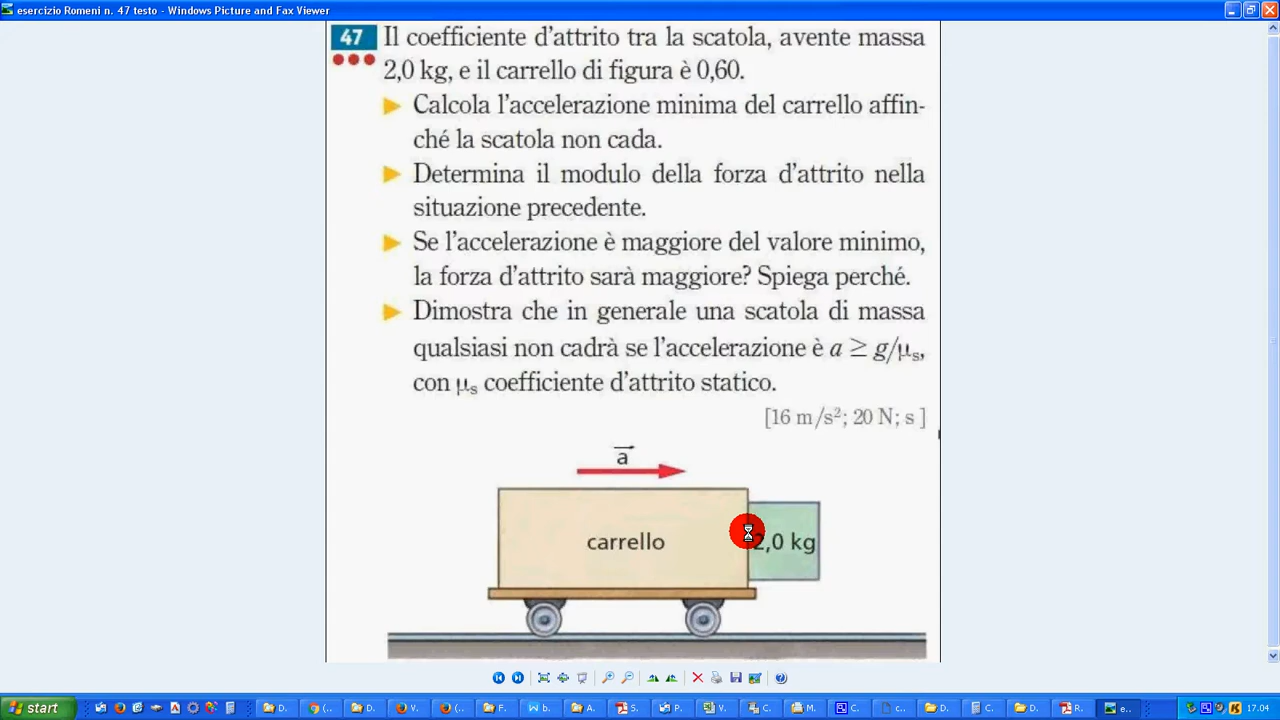 esercizio Romeni n. 47 testo - Windows Picture and Fax Viewer
47 Il coefficiente d'attrito tra la scatola, avente massa
2,0 kg, e il carrello di figura è 0,60.
Calcola l'accelerazione minima del carrello affin-
ché la scatola non cada.
Determina il modulo della forza d'attrito nella
situazione precedente.
Se l'accelerazione è maggiore del valore minimo,
la forza d'attrito sarà maggiore? Spiega perché.
Dimostra che in generale una scatola di massa
qualsiasi non cadrà se l'accelerazione è a ≥ g/μs,
con μs coefficiente d'attrito statico.
[16 m/s²; 20 N; s ]
a
carrello
2,0 kg
start
D...
(...
D...
V...
(...
F...
b...
A...
S...
P...
V...
C...
M...
C...
c...
D...
C...
D...
R...
e...
17.04